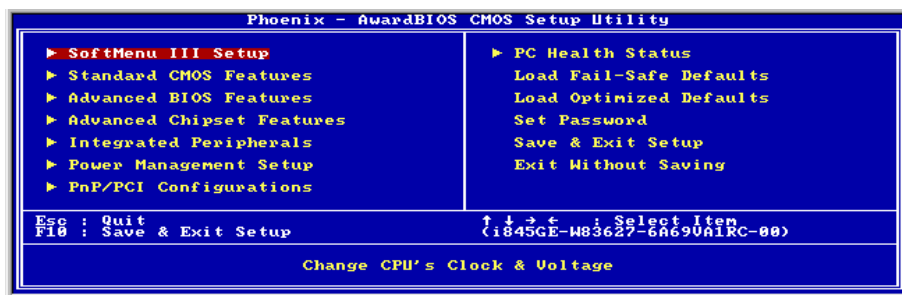 Phoenix - AwardBIOS CMOS Setup Utility
► SoftMenu III Setup
► Standard CMOS Features
► Advanced BIOS Features
► Advanced Chipset Features
► Integrated Peripherals
► Power Management Setup
► PnP/PCI Configurations
► PC Health Status
Load Fail-Safe Defaults
Load Optimized Defaults
Set Password
Save & Exit Setup
Exit Without Saving
Esc : Quit
F10 : Save & Exit Setup
↑ ↓ → ← : Select Item
(i845GE-W83627-6A69VA1RC-00)
Change CPU's Clock & Voltage